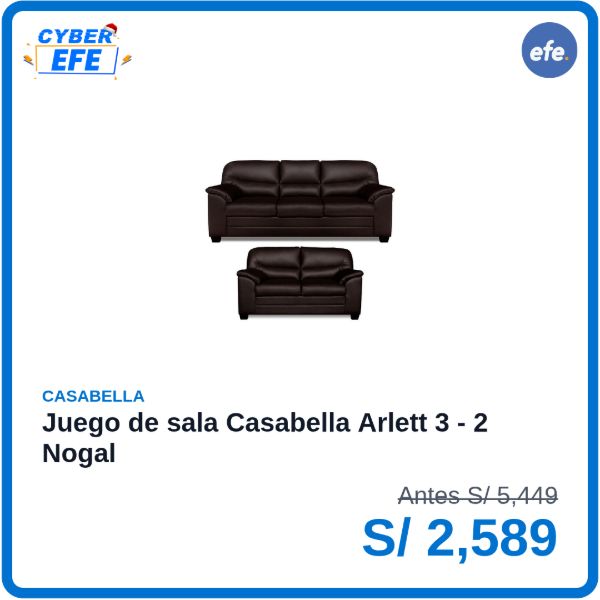 CYBER
EFE
efe.
CASABELLA
Juego de sala Casabella Arlett 3 - 2
Nogal
Antes S/ 5,449
S/ 2,589